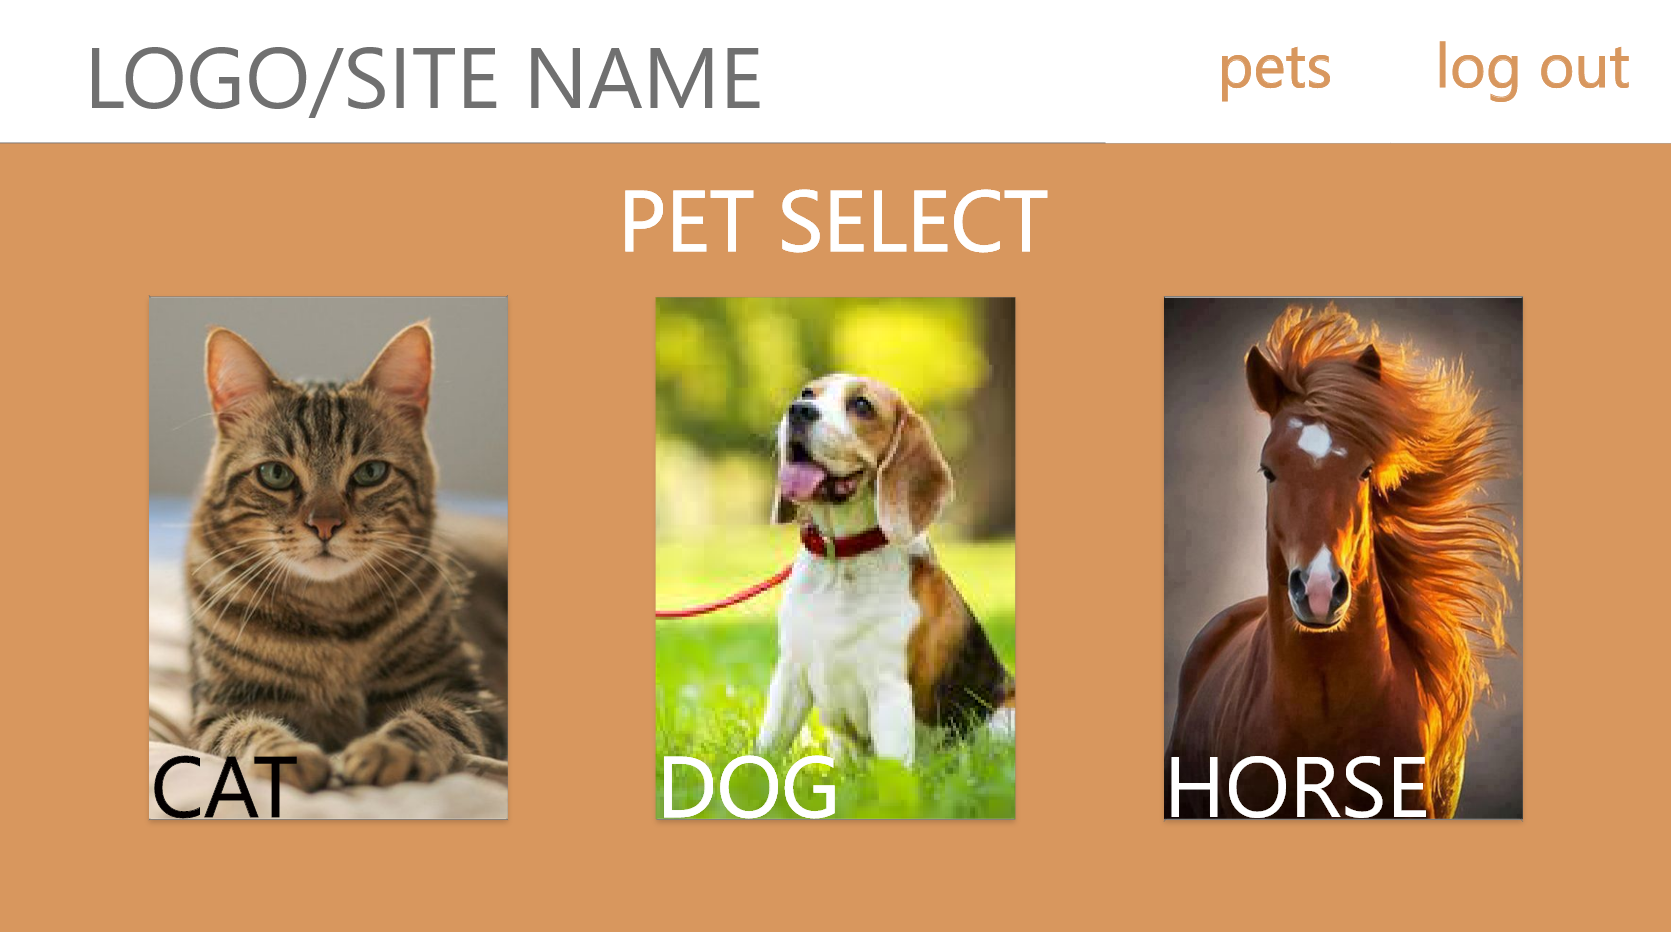 LOGO/SITE NAME
pets
log out
PET SELECT
CAT
DOG
HORSE